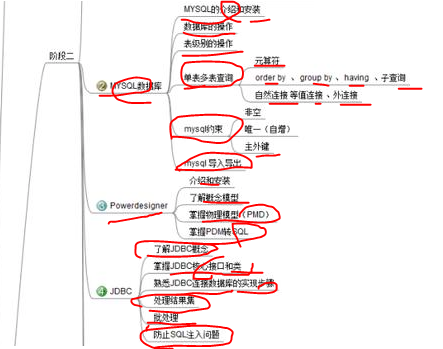 阶段二
② MYSQL数据库
MYSQL的介绍和安装
数据库的操作
表级别的操作
单表多表查询
元算符
order by 、group by 、having 、子查询
自然连接 等值连接 、外连接
mysql约束
非空
唯一（自增）
主外键
mysql 导入导出
③ Powerdesigner
介绍和安装
了解概念模型
掌握物理模型（PMD）
掌握PDM转SQL
④ JDBC
了解JDBC概念
掌握JDBC核心接口和类
熟悉JDBC连接数据库的实现步骤
处理结果集
批处理
防止SQL注入问题